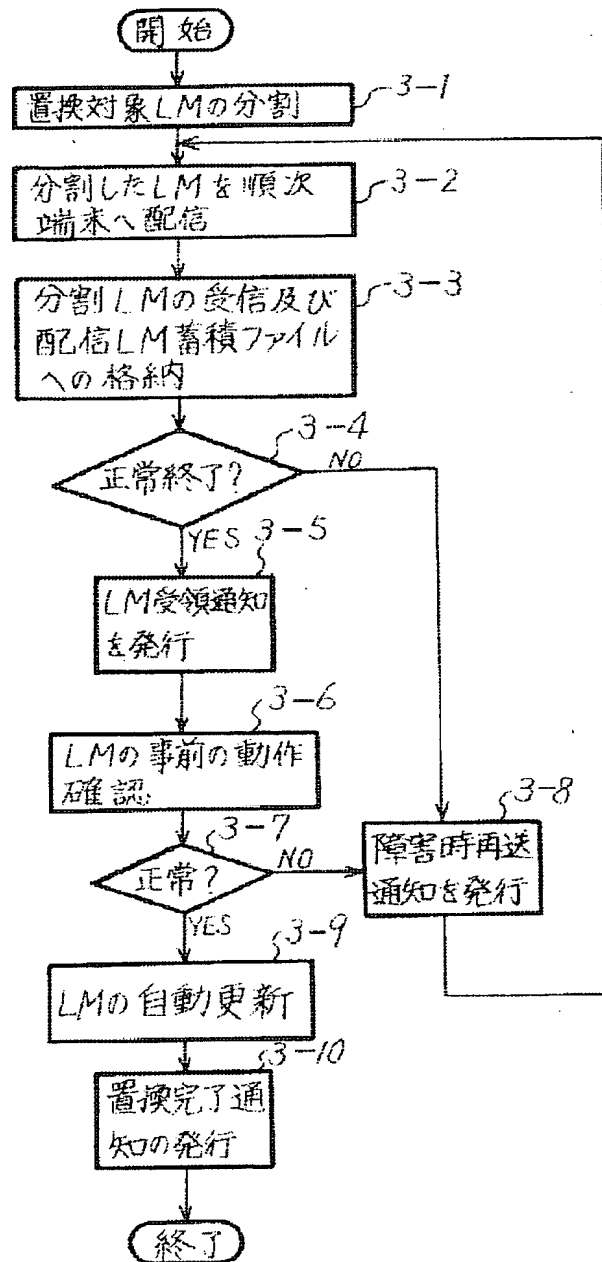 開始
置換対象LMの分割
3-1
分割したLMを順次
端末へ配信
3-2
分割LMの受信及び
配信LM蓄積ファイル
への格納
3-3
正常終了?
3-4
NO
YES
3-5
LM受領通知
を発行
3-6
LMの事前の動作
確認
3-7
正常?
NO
3-8
障害時再送
通知を発行
YES
3-9
LMの自動更新
3-10
置換完了通
知の発行
終了